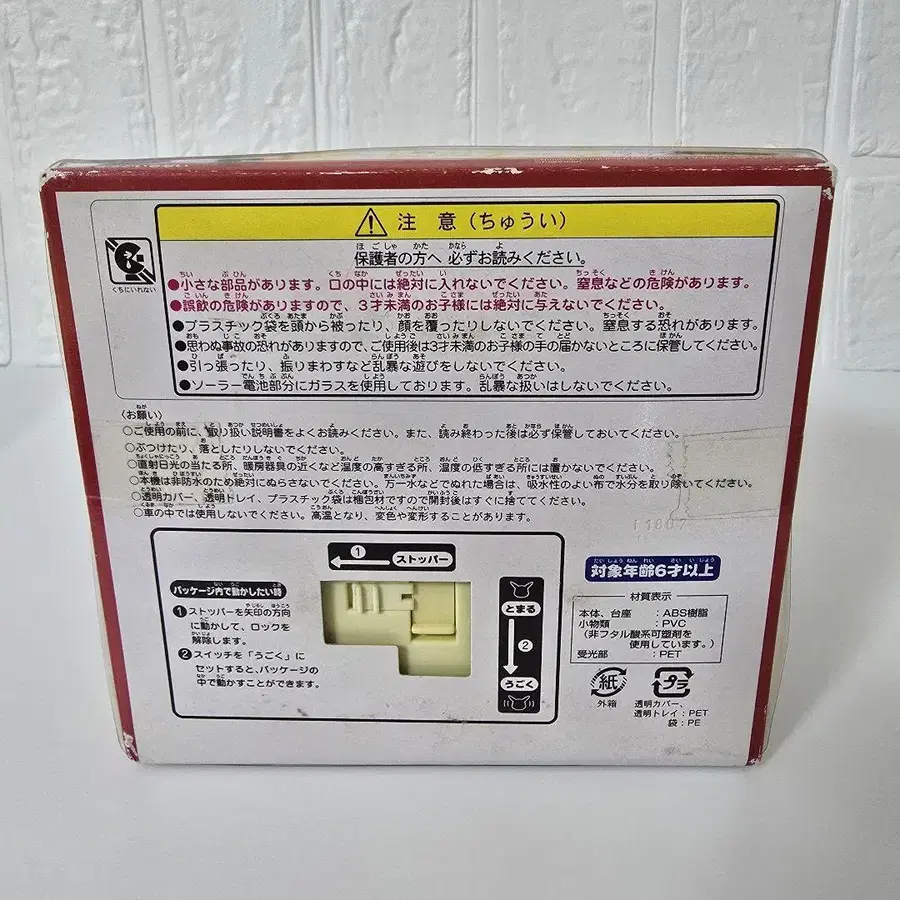 注 意（ちゅうい）
くちにいれない
保護者の方へ 必ずお読みください。
●小さな部品があります。口の中には絶対に入れないでください。窒息などの危険があります。
●誤飲の危険がありますので、3才未満のお子様には絶対に与えないでください。
●プラスチック袋を頭から被ったり、顔を覆ったりしないでください。窒息する恐れがあります。
●思わぬ事故の恐れがありますので、ご使用後は3才未満のお子様の手の届かないところに保管してください。
●引っ張ったり、振りまわすなど乱暴な遊びをしないでください。
●ソーラー電池部分にガラスを使用しております。乱暴な扱いはしないでください。
〈お願い〉
○ご使用の前に、取り扱い説明書をよくお読みください。また、読み終わった後は必ず保管しておいてください。
○ぶつけたり、落としたりしないでください。
○直射日光の当たる所、暖房器具の近くなど温度の高すぎる所、温度の低すぎる所には置かないでください。
○本機は非防水のため絶対にぬらさないでください。万一水などでぬれた場合は、吸水性のよい布で水分を取り除いてください。
○透明カバー、透明トレイ、プラスチック袋は梱包材ですので開封後はすぐに捨ててください。
○車の中では使用しないでください。高温となり、変色や変形することがあります。
パッケージ内で動かしたい時
①ストッパーを矢印の方向
に動かして、ロックを
解除します。
②スイッチを「うごく」に
セットすると、パッケージの
中で動かすことができます。
①
ストッパー
とまる
②
うごく
対象年齢6才以上
材質表示
本体、台座 : ABS樹脂
小物類 : PVC
（非フタル酸系可塑剤を
使用しています。）
受光部 : PET
紙
外箱
プラ
透明カバー、
透明トレイ : PET
袋 : PE